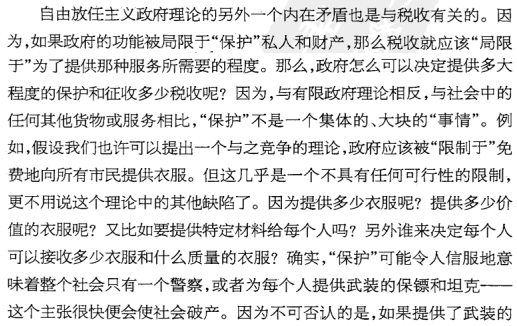 自由放任主义政府理论的另外一个内在矛盾也是与税收有关的。因
为,如果政府的功能被局限于“保护”私人和财产,那么税收就应该“局限
于”为了提供那种服务所需要的程度。那么,政府怎么可以决定提供多大
程度的保护和征收多少税收呢？因为,与有限政府理论相反,与社会中的
任何其他货物或服务相比,“保护”不是一个集体的、大块的“事情”。例
如,假设我们也许可以提出一个与之竞争的理论,政府应该被“限制于”免
费地向所有市民提供衣服。但这几乎是一个不具有任何可行性的限制,
更不用说这个理论中的其他缺陷了。因为提供多少衣服呢？提供多少价
值的衣服呢？又比如要提供特定材料给每个人吗？另外谁来决定每个人
可以接收多少衣服和什么质量的衣服？确实,“保护”可能令人信服地意
味着整个社会只有一个警察,或者为每个人提供武装的保镖和坦克——
这个主张很快便会使社会破产。因为不可否认的是,如果提供了武装的